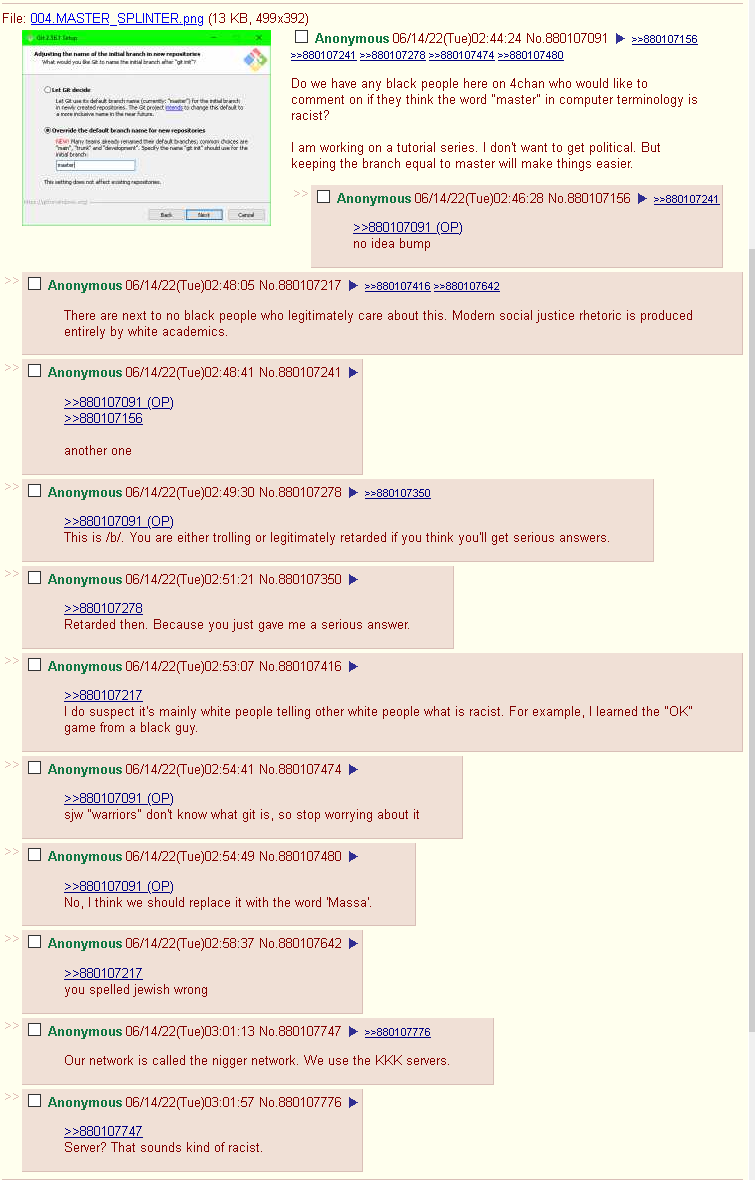 File: 004.MASTER_SPLINTER.png (13 KB, 499x392)
Git 2.36.1 Setup
Adjusting the name of the initial branch in new repositories
What would you like Git to name the initial branch after "git init"?
Let Git decide
Let Git use its default branch name (currently: "master") for the initial branch
in newly created repositories. The Git project intends to change this default to
a more inclusive name in the near future.
Override the default branch name for new repositories
NEW! Many teams already renamed their default branches; common choices are
"main", "trunk" and "development". Specify the name "git init" should use for the
initial branch:
master
This setting does not affect existing repositories.
https://gitforwindows.org/
Back Next Cancel
Anonymous 06/14/22(Tue)02:44:24 No.880107091 ▶ >>880107156
>>880107241 >>880107278 >>880107474 >>880107480
Do we have any black people here on 4chan who would like to
comment on if they think the word "master" in computer terminology is
racist?
I am working on a tutorial series. I don't want to get political. But
keeping the branch equal to master will make things easier.
>> Anonymous 06/14/22(Tue)02:46:28 No.880107156 ▶ >>880107241
>>880107091 (OP)
no idea bump
>> Anonymous 06/14/22(Tue)02:48:05 No.880107217 ▶ >>880107416 >>880107642
There are next to no black people who legitimately care about this. Modern social justice rhetoric is produced
entirely by white academics.
>> Anonymous 06/14/22(Tue)02:48:41 No.880107241 ▶
>>880107091 (OP)
>>880107156
another one
>> Anonymous 06/14/22(Tue)02:49:30 No.880107278 ▶ >>880107350
>>880107091 (OP)
This is /b/. You are either trolling or legitimately retarded if you think you'll get serious answers.
>> Anonymous 06/14/22(Tue)02:51:21 No.880107350 ▶
>>880107278
Retarded then. Because you just gave me a serious answer.
>> Anonymous 06/14/22(Tue)02:53:07 No.880107416 ▶
>>880107217
I do suspect it's mainly white people telling other white people what is racist. For example, I learned the "OK"
game from a black guy.
>> Anonymous 06/14/22(Tue)02:54:41 No.880107474 ▶
>>880107091 (OP)
sjw "warriors" don't know what git is, so stop worrying about it
>> Anonymous 06/14/22(Tue)02:54:49 No.880107480 ▶
>>880107091 (OP)
No, I think we should replace it with the word 'Massa'.
>> Anonymous 06/14/22(Tue)02:58:37 No.880107642 ▶
>>880107217
you spelled jewish wrong
>> Anonymous 06/14/22(Tue)03:01:13 No.880107747 ▶ >>880107776
Our network is called the nigger network. We use the KKK servers.
>> Anonymous 06/14/22(Tue)03:01:57 No.880107776 ▶
>>880107747
Server? That sounds kind of racist.